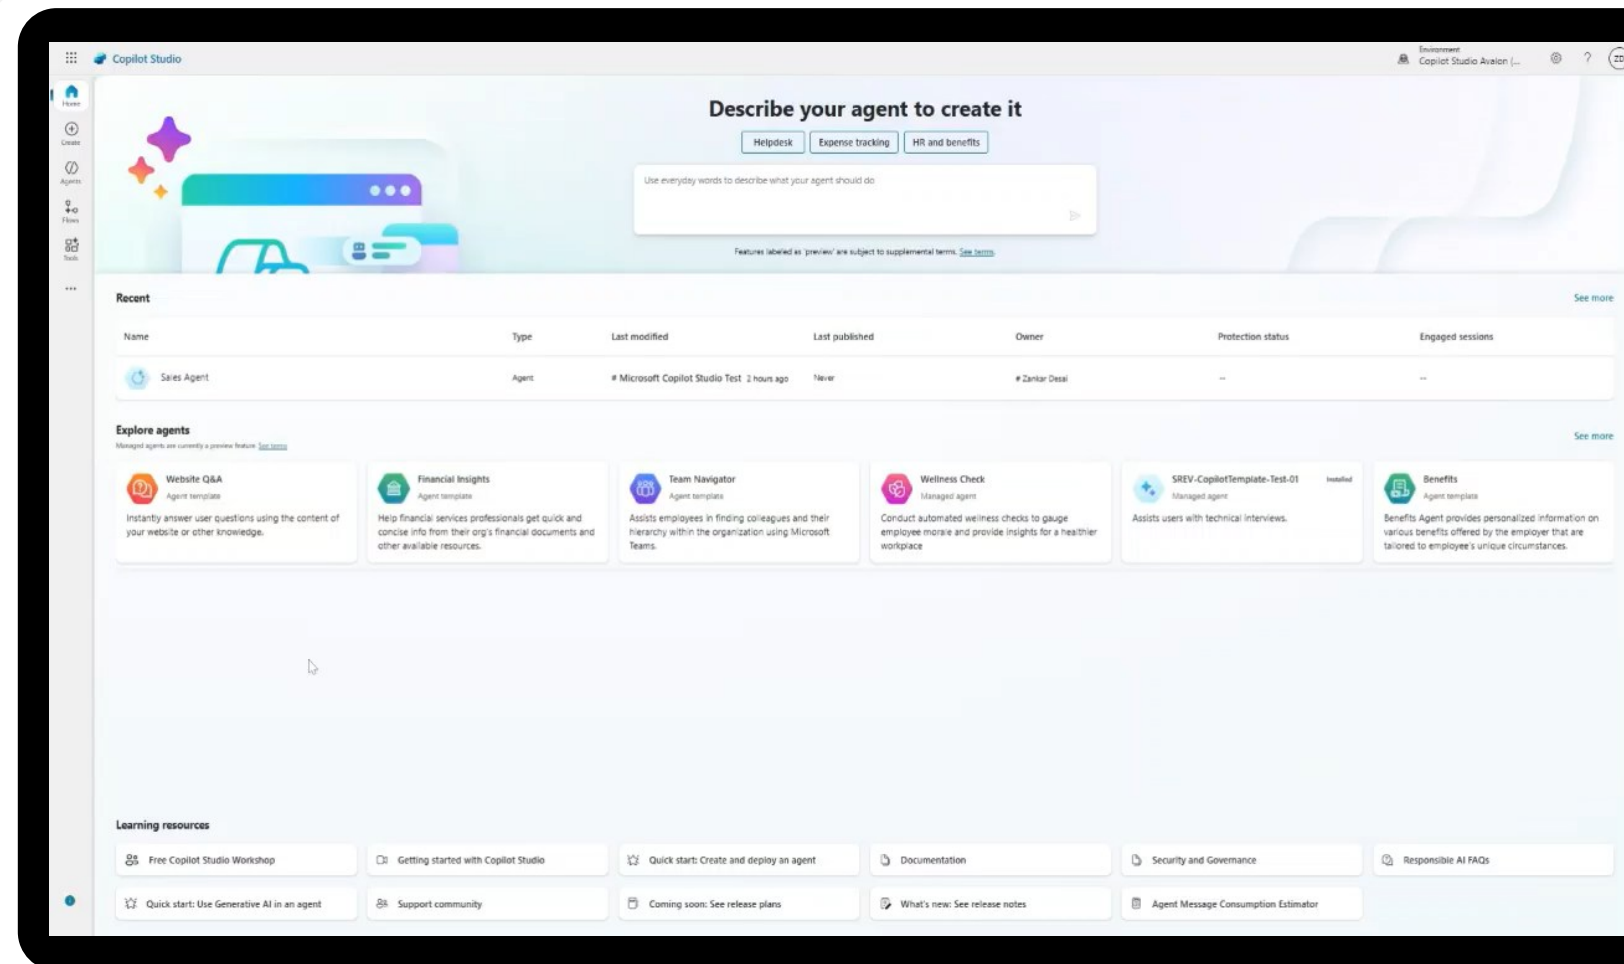 Copilot Studio
Environment
Copilot Studio Avalon (...
?
ZD
Home
Create
Agents
Flows
Tools
Describe your agent to create it
Helpdesk
Expense tracking
HR and benefits
Use everyday words to describe what your agent should do
Features labeled as 'preview' are subject to supplemental terms. See terms.
Recent
See more
Name Type Last modified Last published Owner Protection status Engaged sessions
Sales Agent Agent # Microsoft Copilot Studio Test 2 hours ago Never # Zankar Desai -- --
Explore agents
See more
Managed agents are currently a preview feature. See terms
Website Q&A
Agent template
Instantly answer user questions using the content of
your website or other knowledge.
Financial Insights
Agent template
Help financial services professionals get quick and
concise info from their org's financial documents and
other available resources.
Team Navigator
Agent template
Assists employees in finding colleagues and their
hierarchy within the organization using Microsoft
Teams.
Wellness Check
Managed agent
Conduct automated wellness checks to gauge
employee morale and provide insights for a healthier
workplace
SREV-CopilotTemplate-Test-01 Installed
Managed agent
Assists users with technical interviews.
Benefits
Agent template
Benefits Agent provides personalized information on
various benefits offered by the employer that are
tailored to employee's unique circumstances.
Learning resources
Free Copilot Studio Workshop
Getting started with Copilot Studio
Quick start: Create and deploy an agent
Documentation
Security and Governance
Responsible AI FAQs
Quick start: Use Generative AI in an agent
Support community
Coming soon: See release plans
What's new: See release notes
Agent Message Consumption Estimator